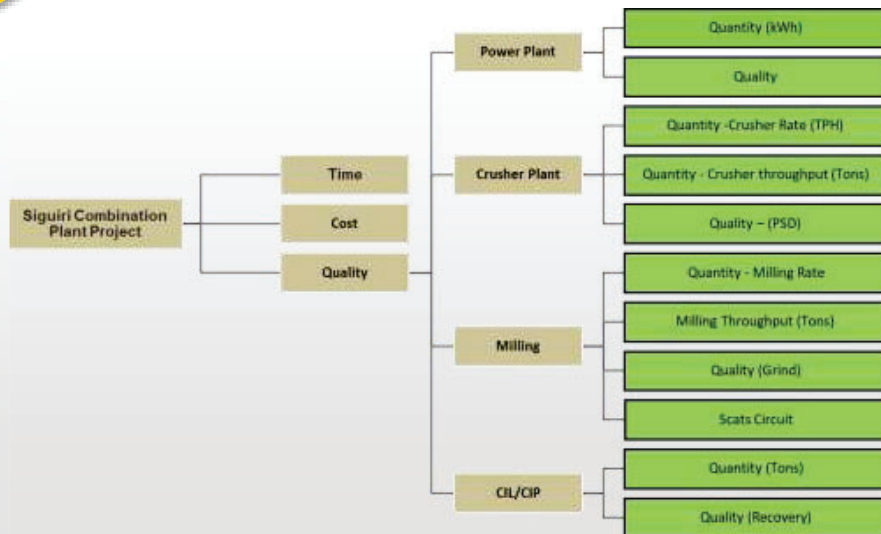 Siguiri Combination
Plant Project
Time
Cost
Quality
Power Plant
Quantity (kWh)
Quality
Crusher Plant
Quantity -Crusher Rate (TPH)
Quantity - Crusher throughput (Tons)
Quality – (PSD)
Milling
Quantity - Milling Rate
Milling Throughput (Tons)
Quality (Grind)
Scats Circuit
CIL/CIP
Quantity (Tons)
Quality (Recovery)